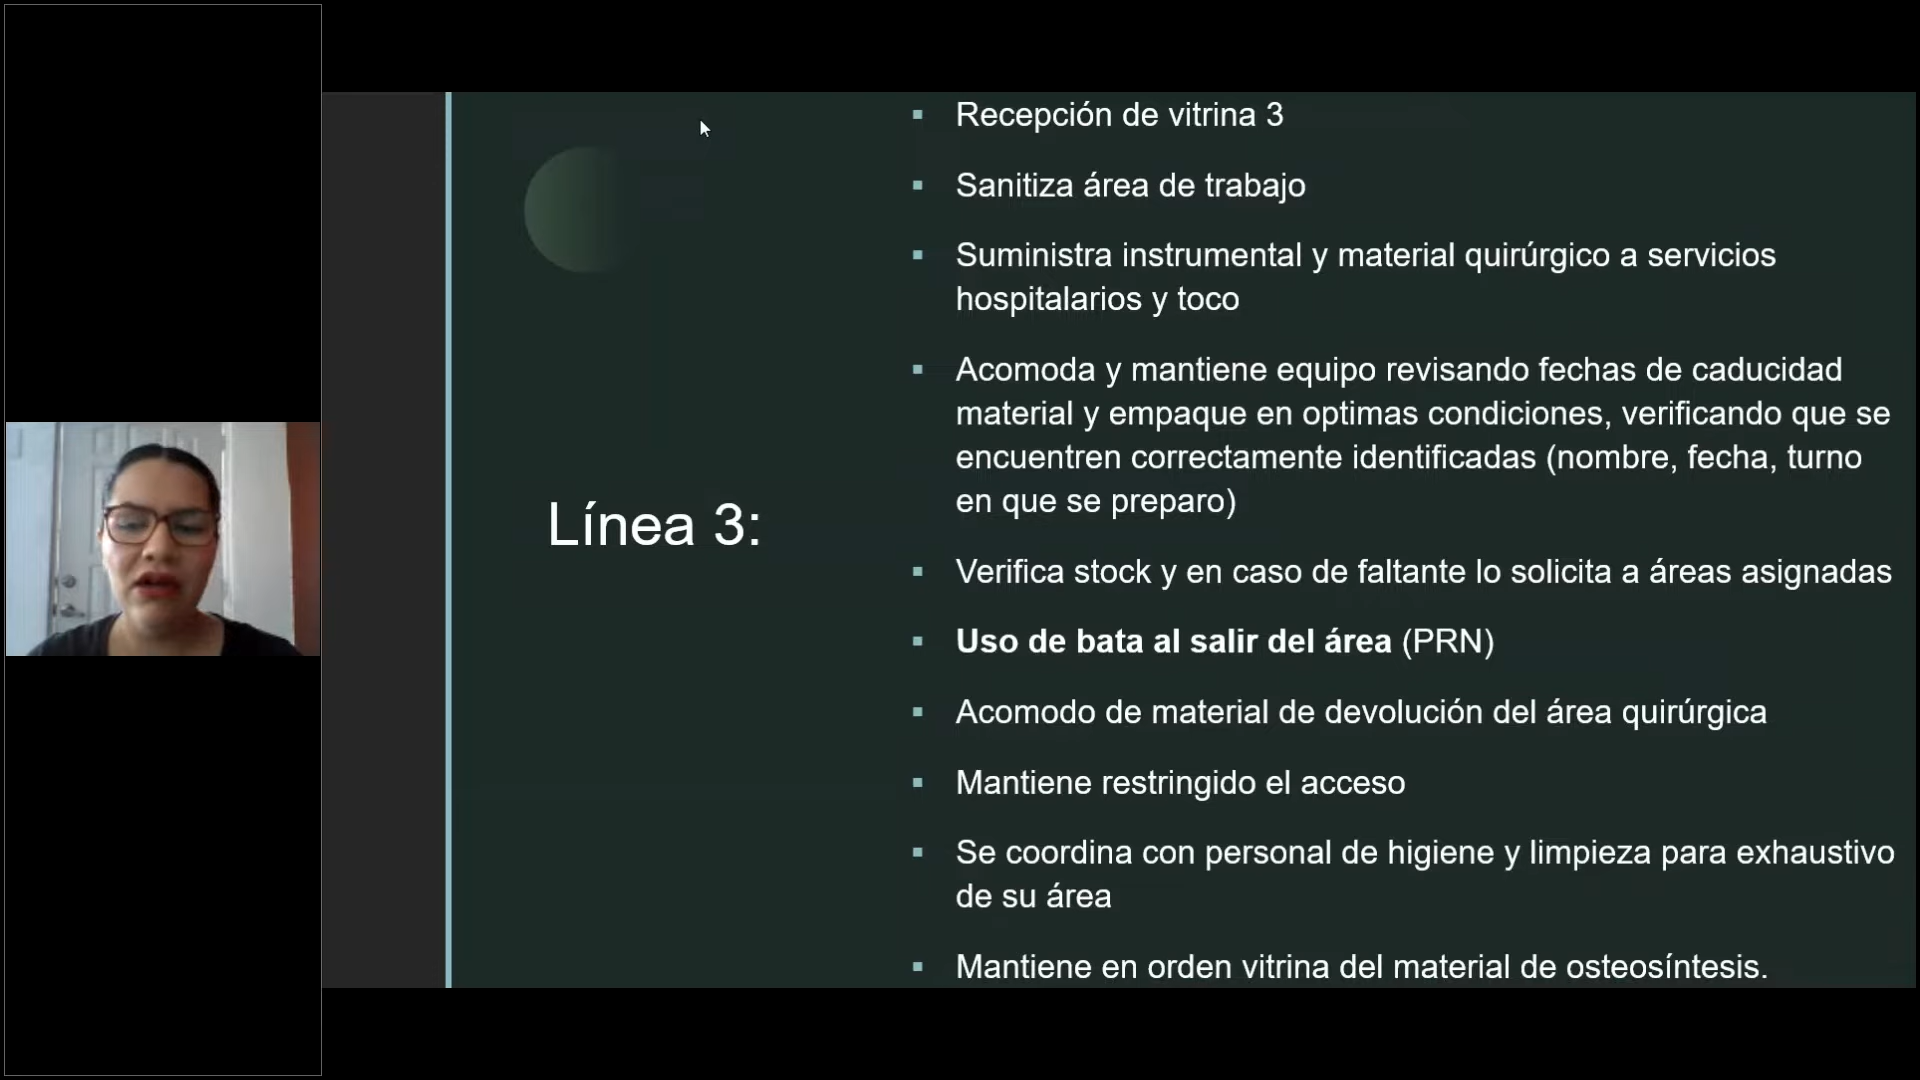 Línea 3:
Recepción de vitrina 3
Sanitiza área de trabajo
Suministra instrumental y material quirúrgico a servicios
hospitalarios y toco
Acomoda y mantiene equipo revisando fechas de caducidad
material y empaque en optimas condiciones, verificando que se
encuentren correctamente identificadas (nombre, fecha, turno
en que se preparo)
Verifica stock y en caso de faltante lo solicita a áreas asignadas
Uso de bata al salir del área (PRN)
Acomodo de material de devolución del área quirúrgica
Mantiene restringido el acceso
Se coordina con personal de higiene y limpieza para exhaustivo
de su área
Mantiene en orden vitrina del material de osteosíntesis.